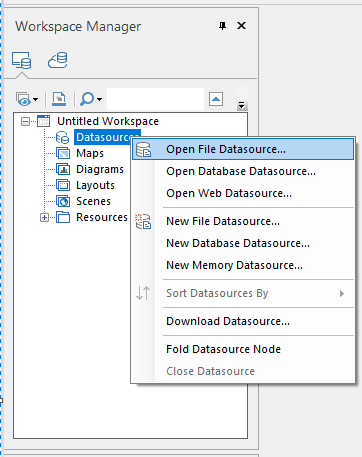 Workspace Manager
Untitled Workspace
Datasources
Maps
Diagrams
Layouts
Scenes
Resources
Open File Datasource...
Open Database Datasource...
Open Web Datasource...
New File Datasource...
New Database Datasource...
New Memory Datasource...
Sort Datasources By
Download Datasource...
Fold Datasource Node
Close Datasource